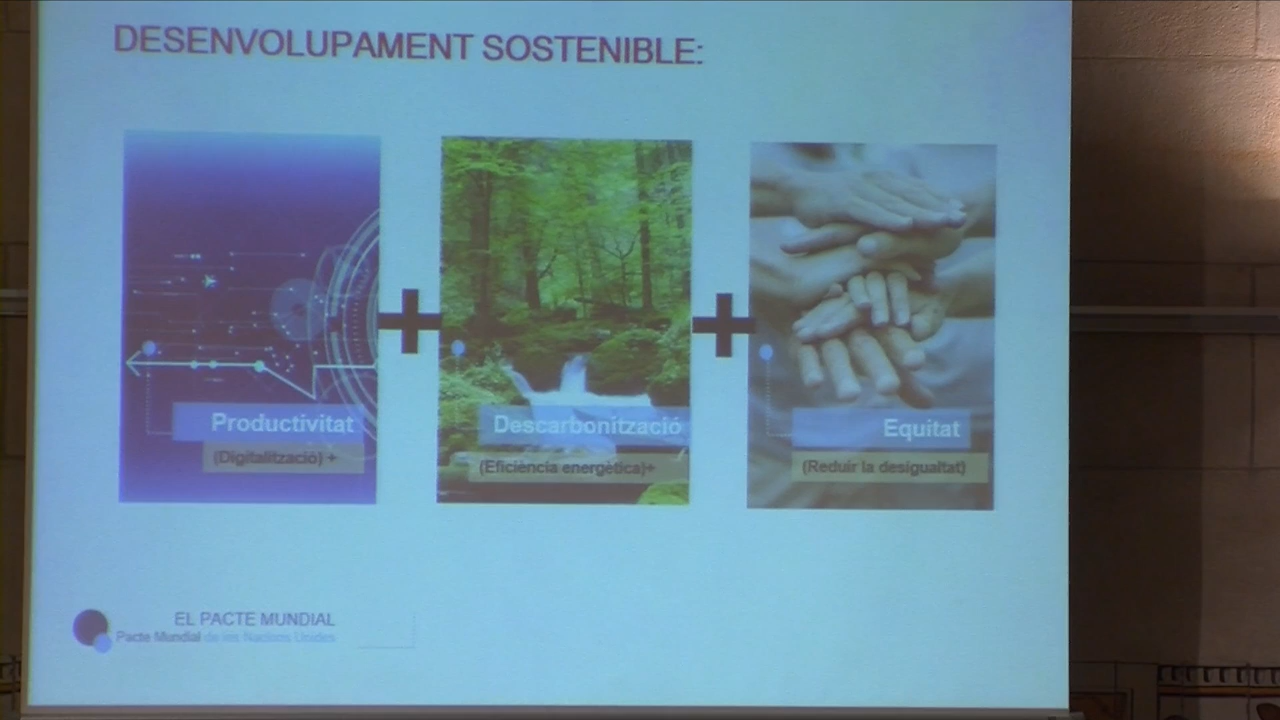 DESENVOLUPAMENT SOSTENIBLE:
Productivitat
(Digitalització) +
Descarbonització
(Eficiència energètica)+
Equitat
(Reduir la desigualtat)
EL PACTE MUNDIAL
Pacte Mundial de les Nacions Unides